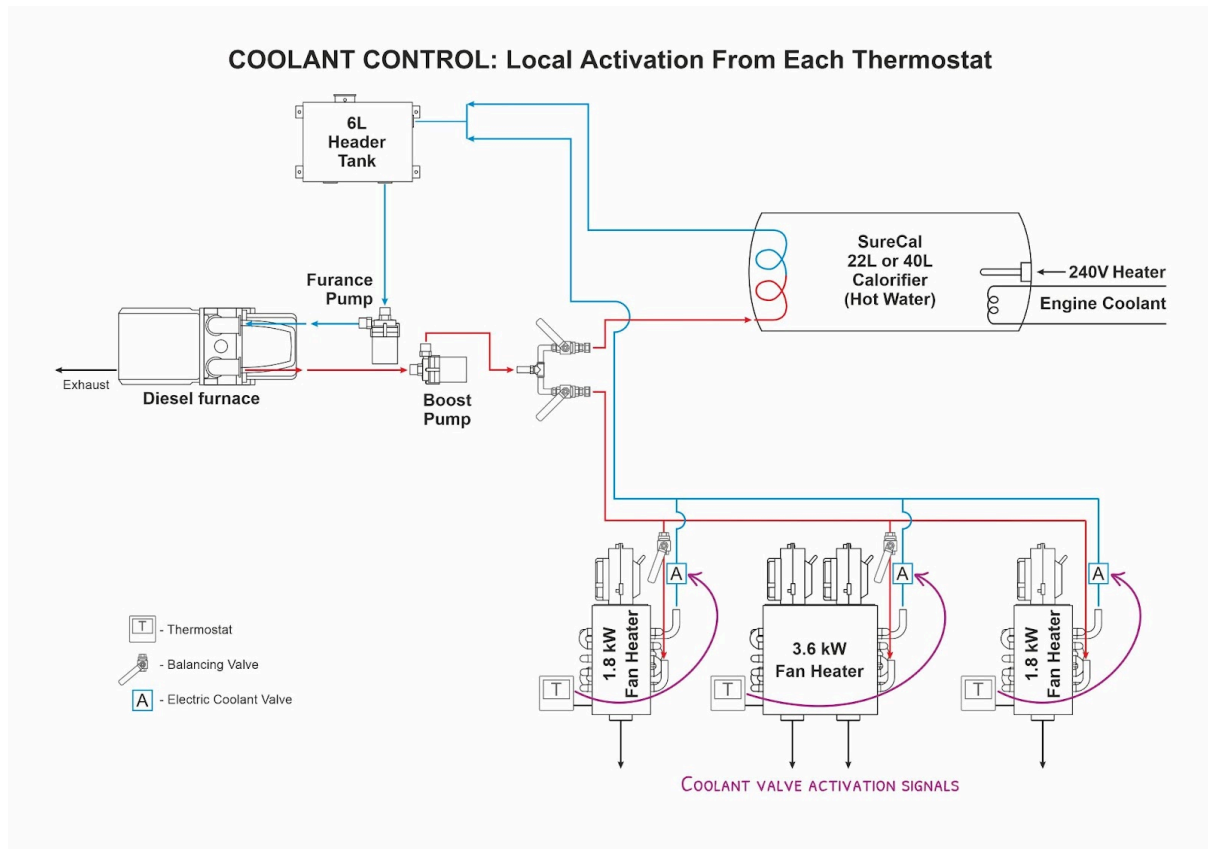 COOLANT CONTROL: Local Activation From Each Thermostat
6L
Header
Tank
Furance
Pump
SureCal
22L or 40L
Calorifier
(Hot Water)
240V Heater
Engine Coolant
Exhaust
Diesel furnace
Boost
Pump
A
A
A
T
- Thermostat
- Balancing Valve
A
- Electric Coolant Valve
1.8 kW
Fan Heater
3.6 kW
Fan Heater
1.8 kW
Fan Heater
T
T
T
COOLANT VALVE ACTIVATION SIGNALS